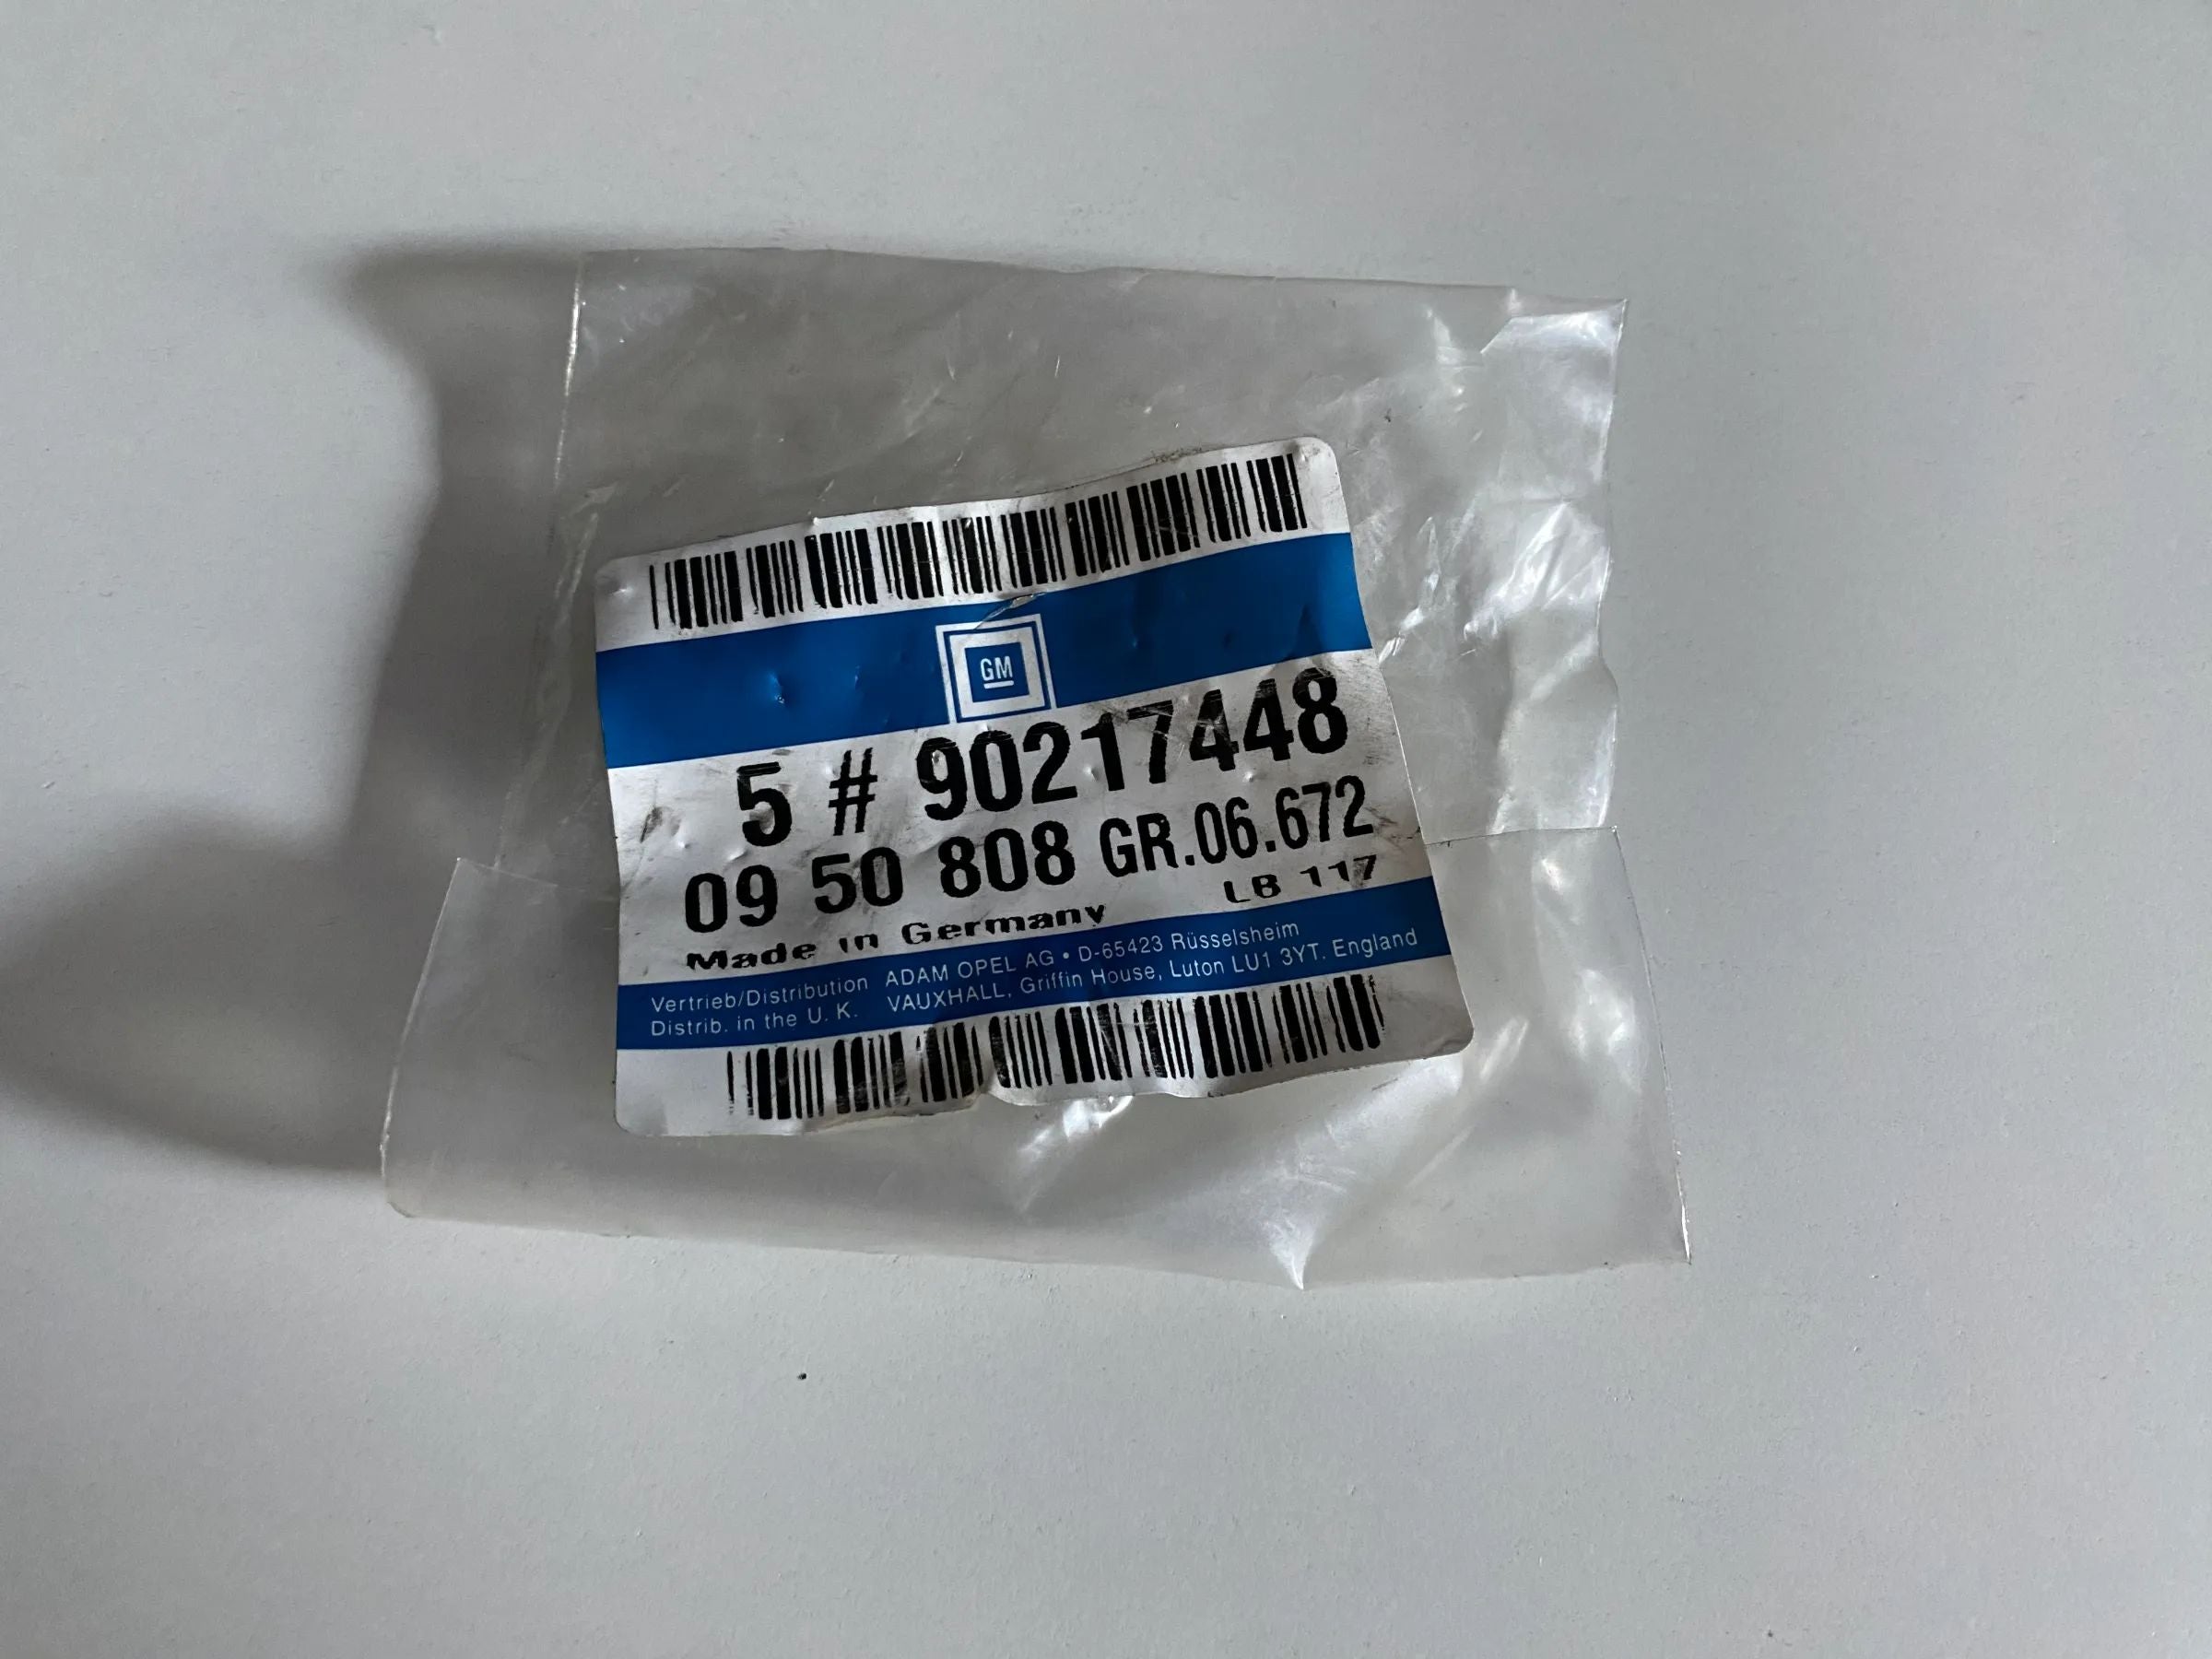 GM
5 # 90217448
09 50 808 GR.06.672
LB 117
Made in Germany
Vertrieb/Distribution ADAM OPEL AG • D-65423 Rüsselsheim
Distrib. in the U. K. VAUXHALL, Griffin House, Luton LU1 3YT. England